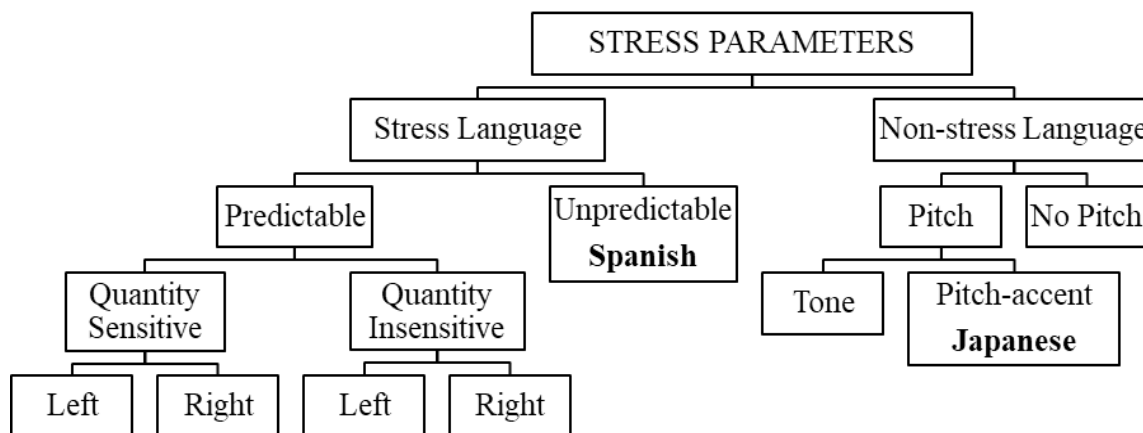 STRESS PARAMETERS
Stress Language
Non-stress Language
Predictable
Unpredictable
Spanish
Pitch
No Pitch
Quantity
Sensitive
Quantity
Insensitive
Tone
Pitch-accent
Japanese
Left
Right
Left
Right